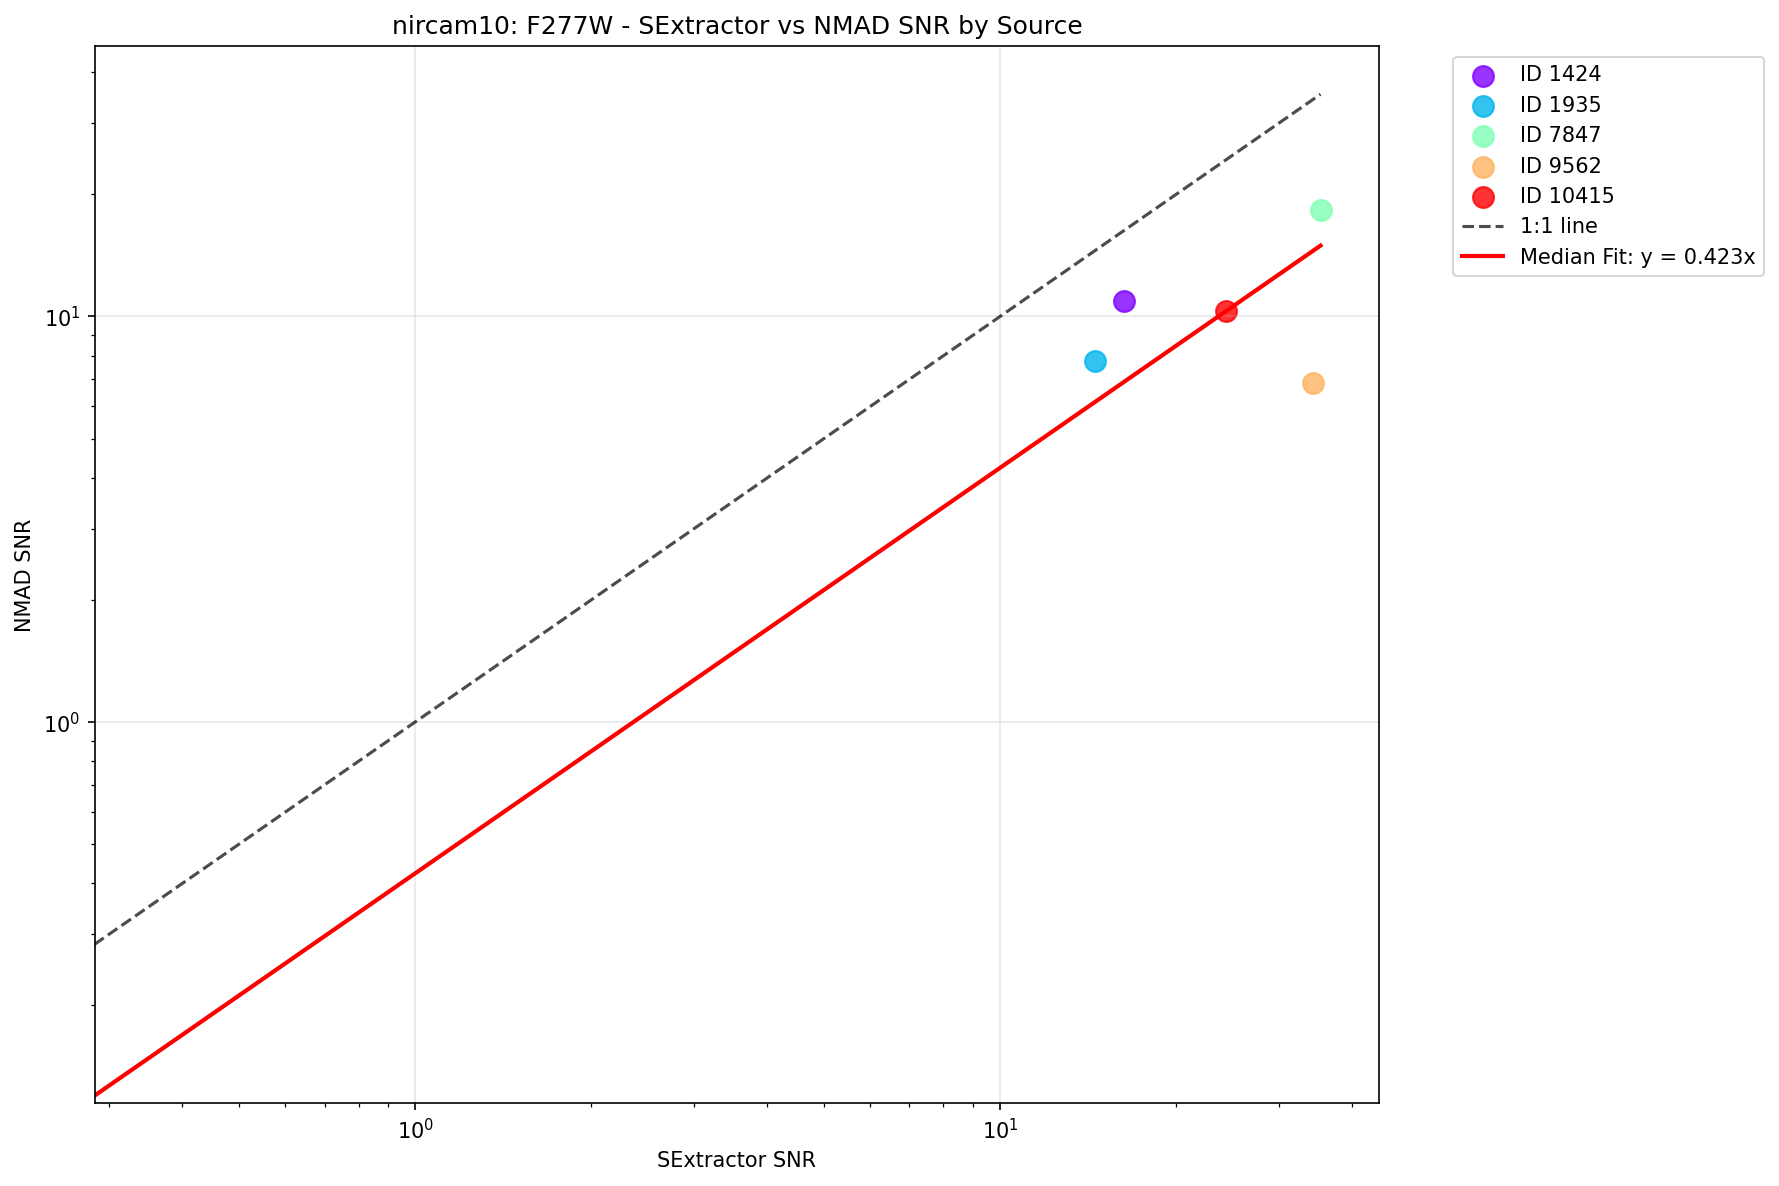 nircam10: F277W - SExtractor vs NMAD SNR by Source
ID 1424
ID 1935
ID 7847
ID 9562
ID 10415
1:1 line
Median Fit: y = 0.423x
NMAD SNR
10¹
10⁰
10⁰
10¹
SExtractor SNR